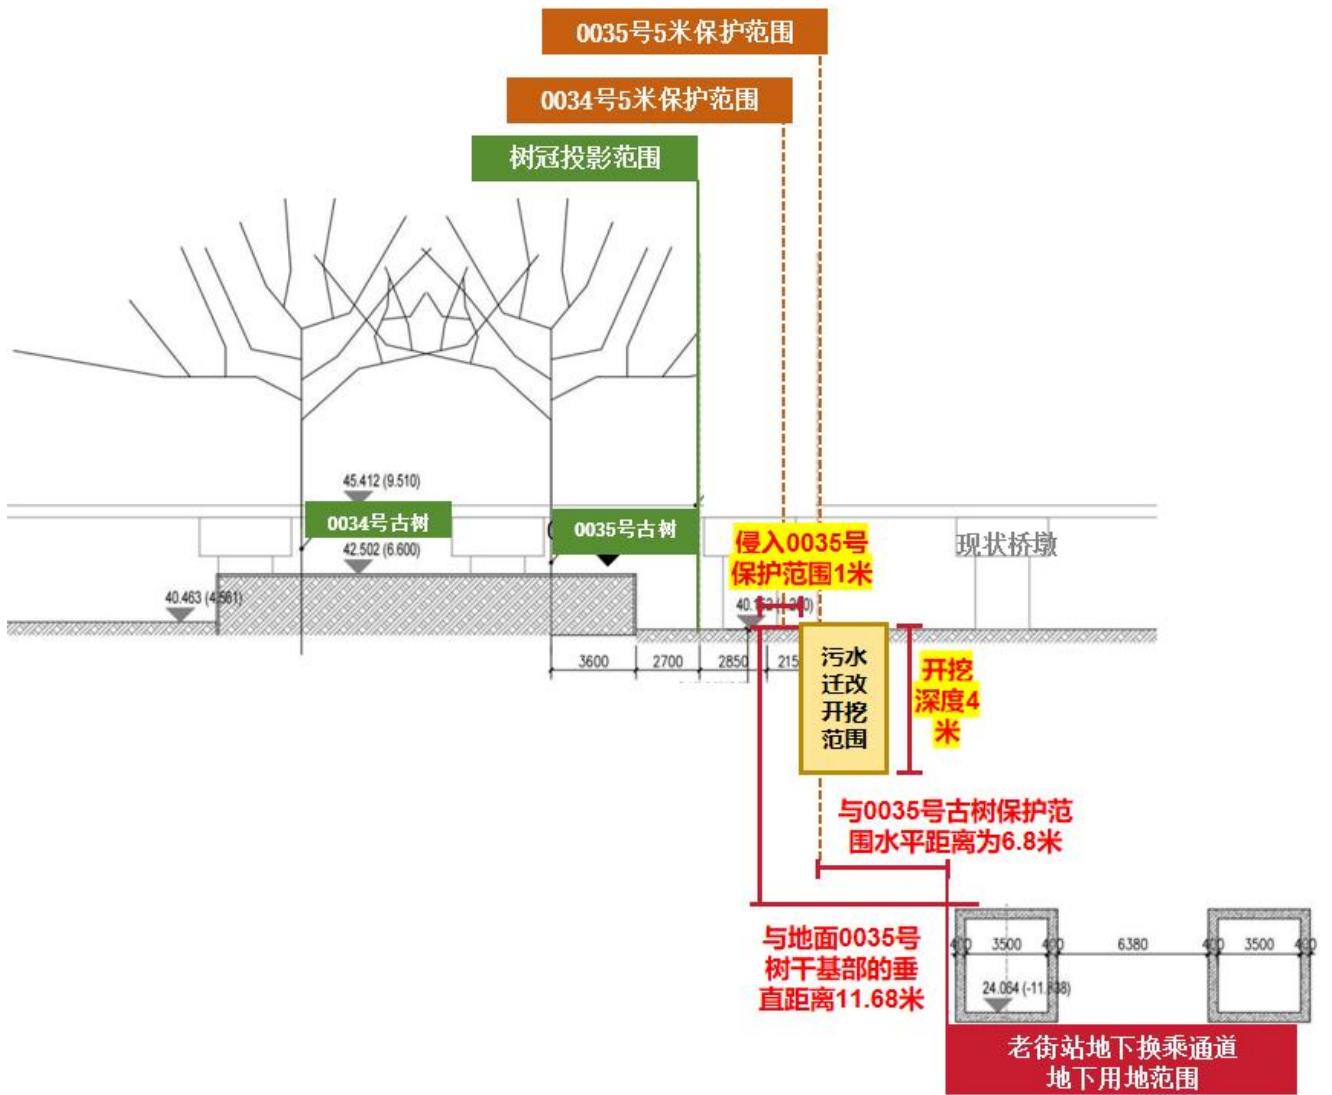 0035号5米保护范围
0034号5米保护范围
树冠投影范围
45.412 (9.510)
0034号古树
0035号古树
42.502 (6.600)
侵入0035号
保护范围1米
现状桥墩
40.463 (4.561)
3600
2700
2850
215
污水
迁改
开挖
范围
开挖
深度4
米
与0035号古树保护范
围水平距离为6.8米
与地面0035号
树干基部的垂
直距离11.68米
400
3500
400
6380
400
3500
400
24.064
老街站地下换乘通道
地下用地范围